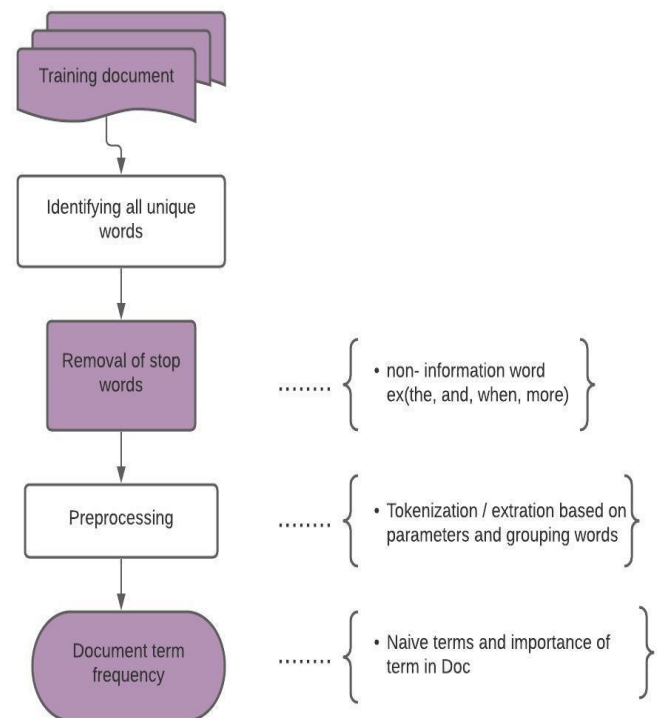 Training document
Identifying all unique
words
Removal of stop
words
• non- information word
ex(the, and, when, more)
Preprocessing
• Tokenization / extration based on
parameters and grouping words
Document term
frequency
• Naive terms and importance of
term in Doc